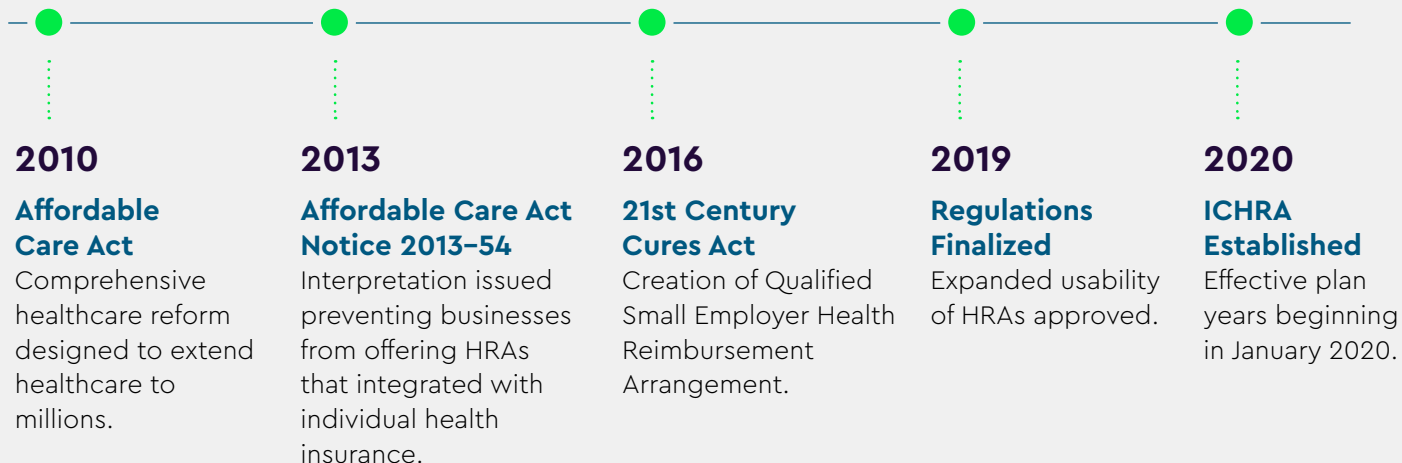 2010
Affordable
Care Act
Comprehensive
healthcare reform
designed to extend
healthcare to
millions.
2013
Affordable Care Act
Notice 2013–54
Interpretation issued
preventing businesses
from offering HRAs
that integrated with
individual health
insurance.
2016
21st Century
Cures Act
Creation of Qualified
Small Employer Health
Reimbursement
Arrangement.
2019
Regulations
Finalized
Expanded usability
of HRAs approved.
2020
ICHRA
Established
Effective plan
years beginning
in January 2020.